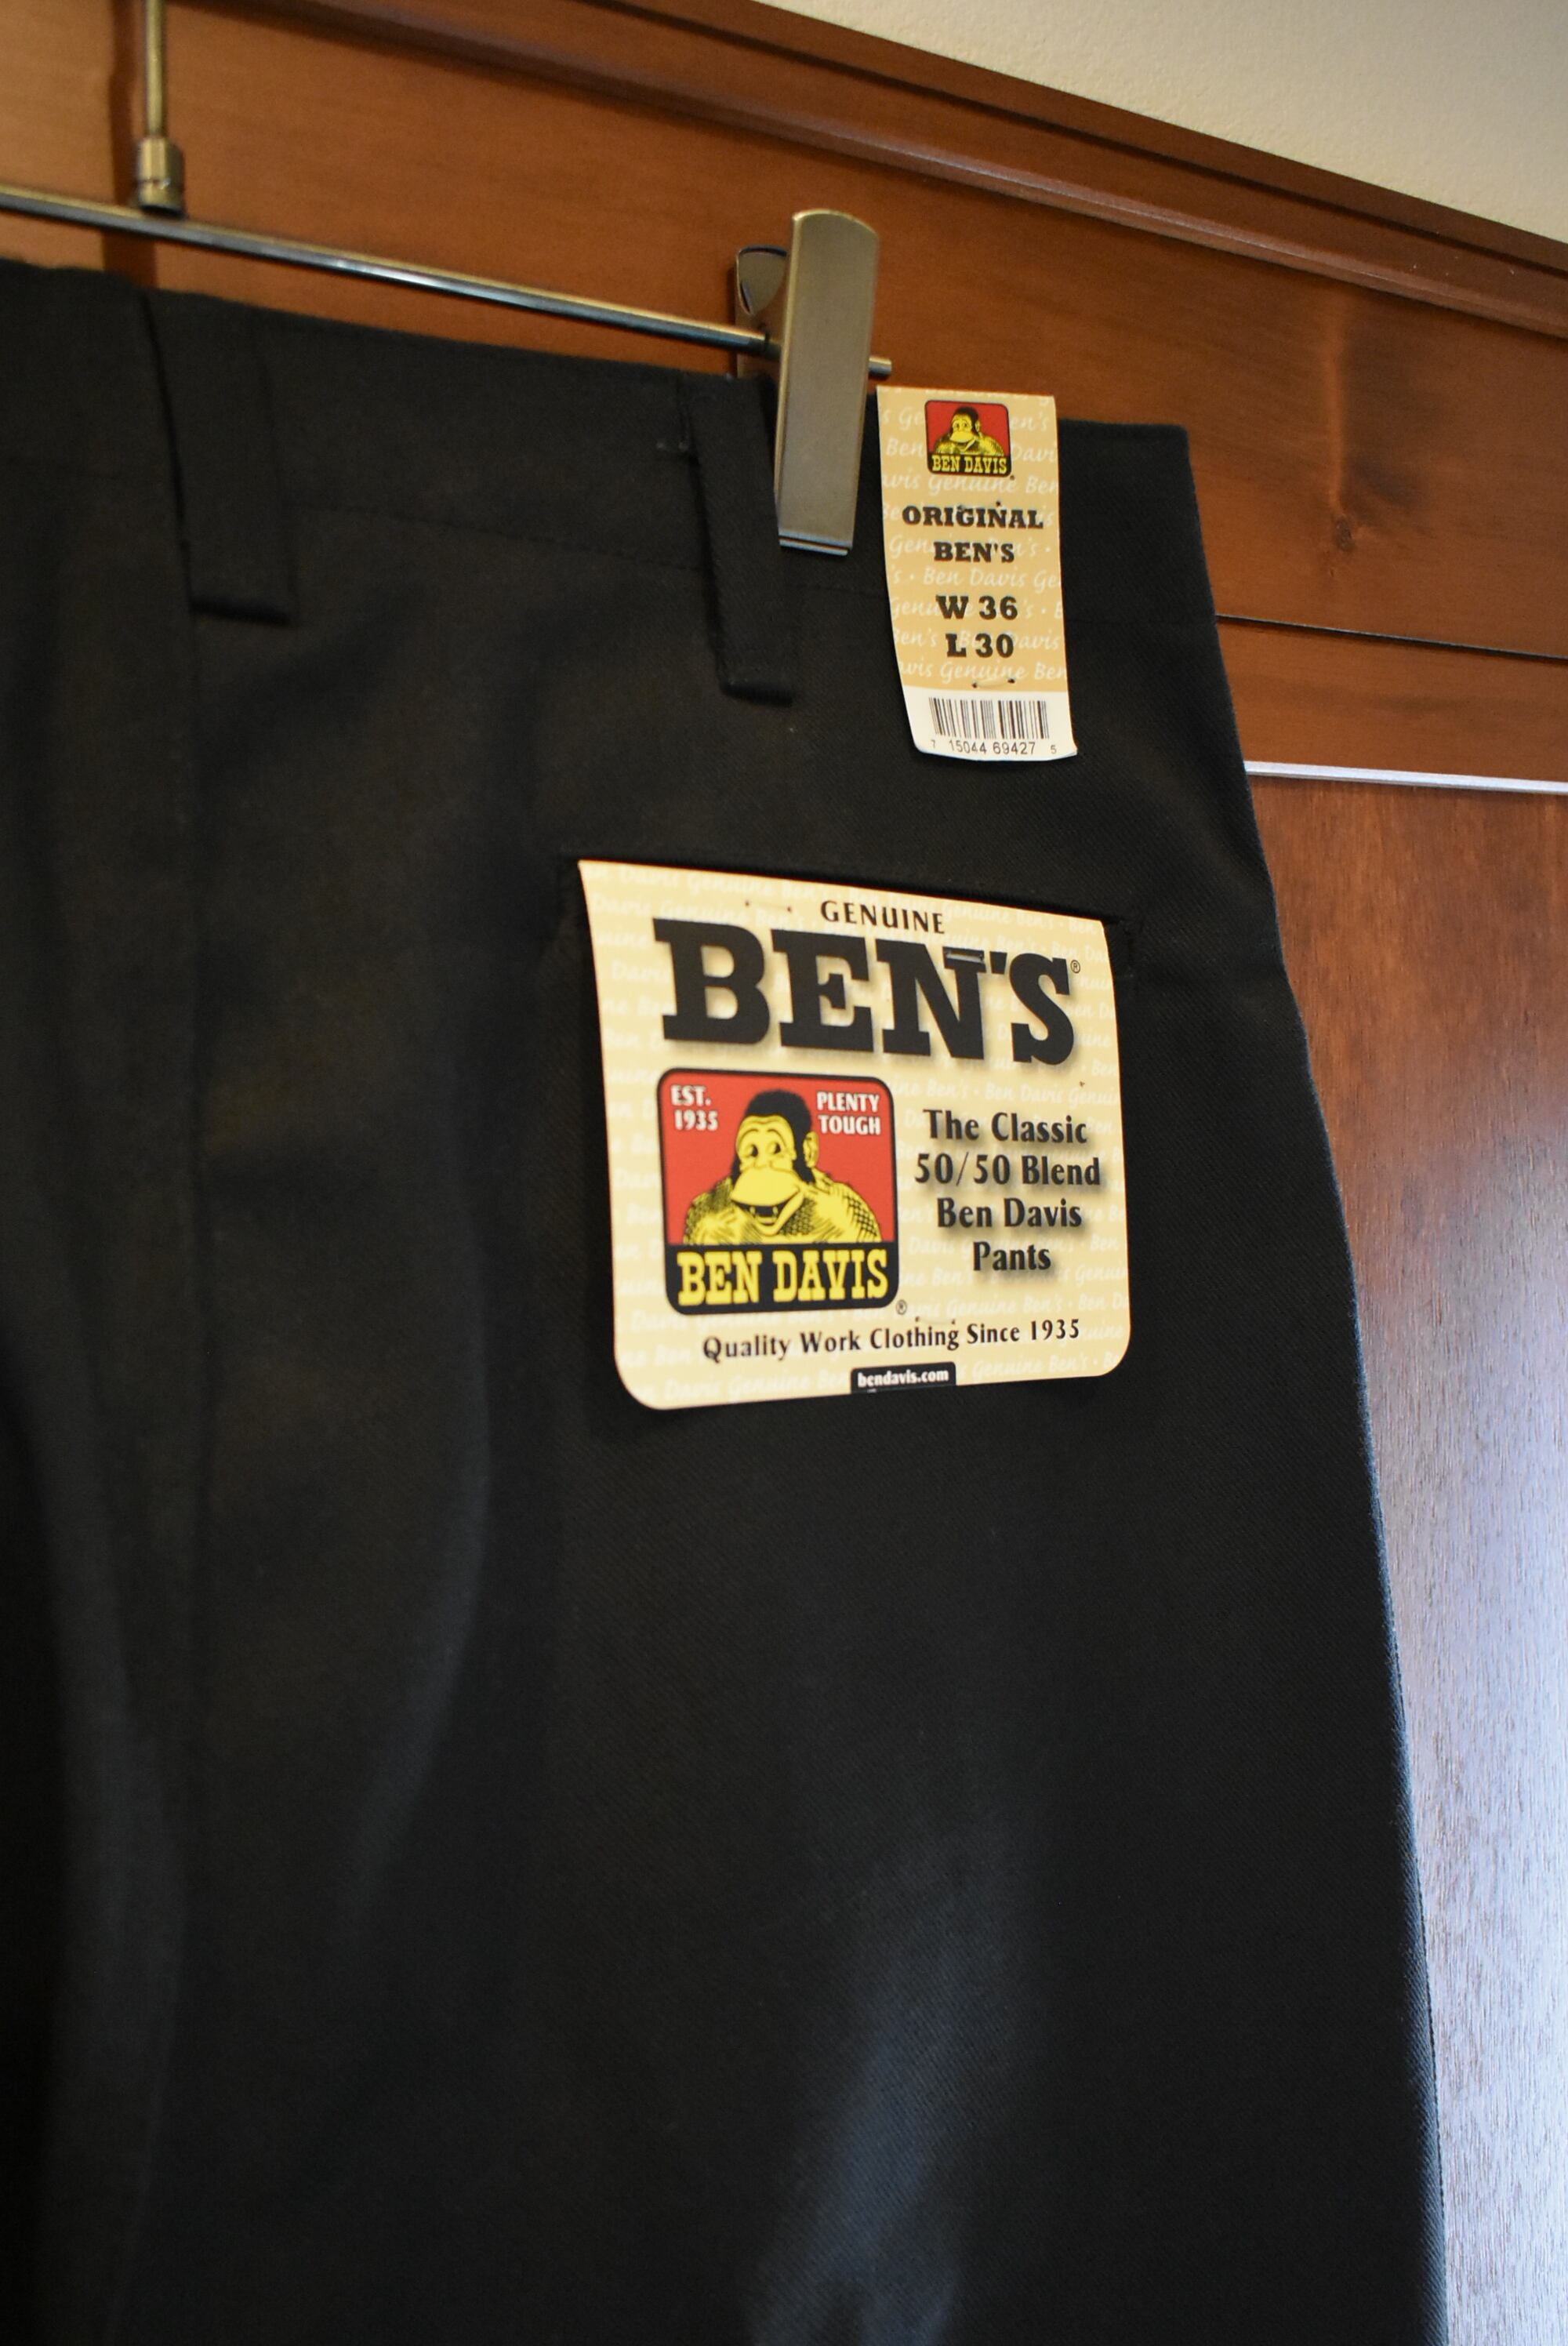 BEN DAVIS
ORIGINAL
BEN'S
W 36
L 30
7 15044 69427 5
GENUINE
BEN'S®
EST.
1935
PLENTY
TOUGH
BEN DAVIS®
The Classic
50/50 Blend
Ben Davis
Pants
Quality Work Clothing Since 1935
bendavis.com